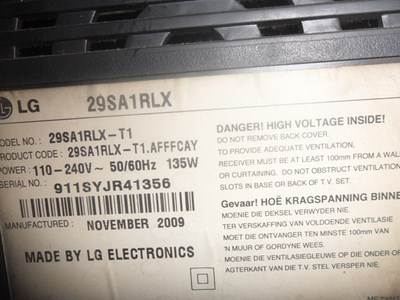 LG 29SA1RLX
MODEL NO.: 29SA1RLX-T1
PRODUCT CODE: 29SA1RLX-T1.AFFFCAY
POWER: 110-240V~ 50/60Hz 135W
SERIAL NO.:
911SYJR41356
MANUFACTURED: NOVEMBER 2009
MADE BY LG ELECTRONICS
DANGER! HIGH VOLTAGE INSIDE!
DO NOT REMOVE BACK COVER.
TO PROVIDE ADEQUATE VENTILATION,
RECEIVER MUST BE AT LEAST 100mm FROM A WALL
OR CURTAINING. DO NOT OBSTRUCT VENTILATION
SLOTS IN BASE OR BACK OF T.V. SET.
Gevaar! HOË KRAGSPANNING BINNE
MOENIE DIE DEKSEL VERWYDER NIE.
TER VERSKAFFING VAN VOLDOENDE VENTILASIE
MOET DIE ONTVANGER TEN MINSTE 100mm VAN
'N MUUR OF GORDYNE WEES.
MOENIE DIE VENTILASIEGLEUWE OP DIE ONDER- OF
AGTERKANT VAN DIE T.V. STEL VERSPER NIE.